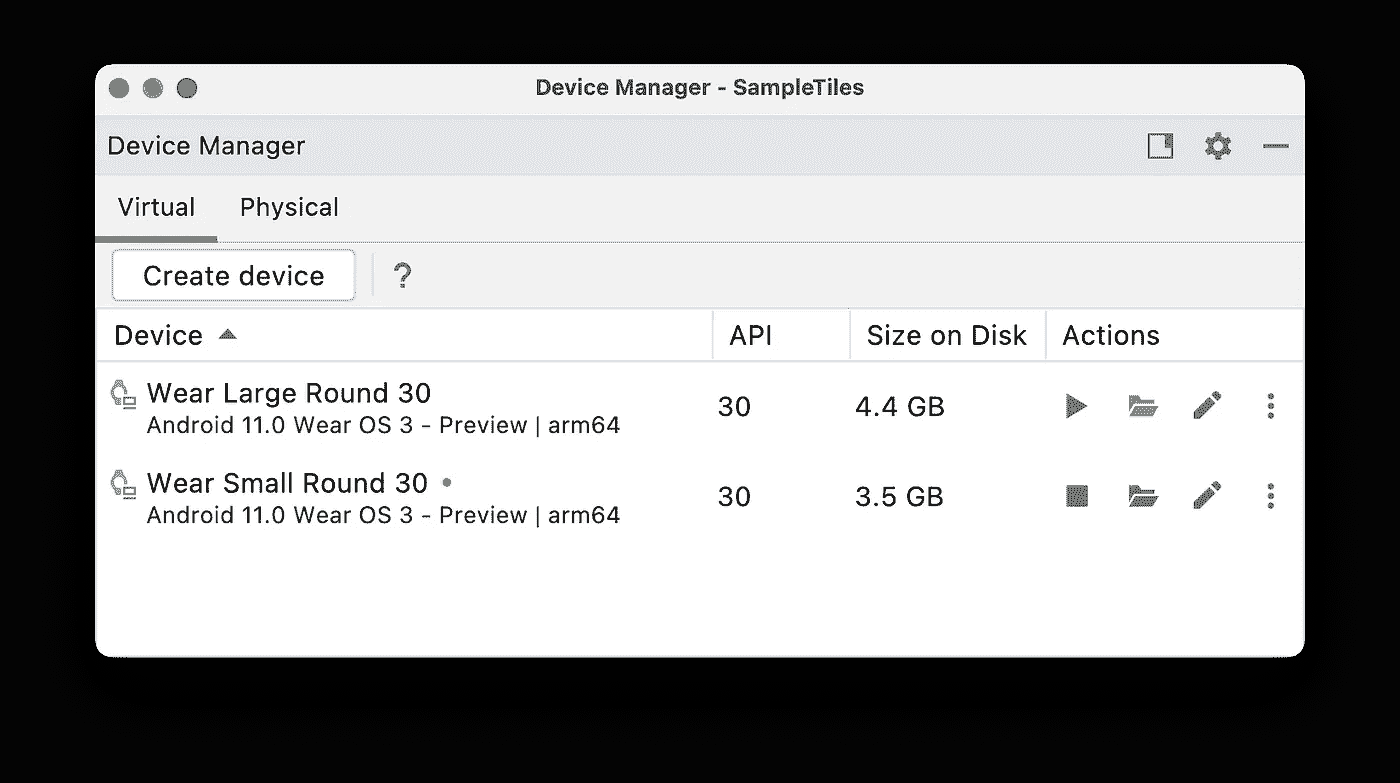 Device Manager - SampleTiles
Device Manager
Virtual Physical
Create device ?
Device API Size on Disk Actions
Wear Large Round 30
Android 11.0 Wear OS 3 - Preview | arm64
30 4.4 GB
Wear Small Round 30
Android 11.0 Wear OS 3 - Preview | arm64
30 3.5 GB